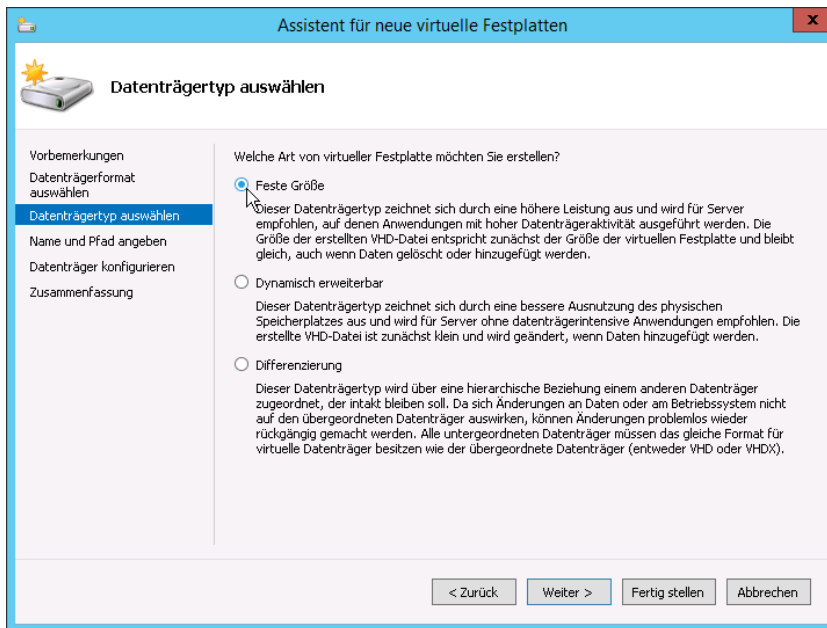 Assistent für neue virtuelle Festplatten
x
Datenträgertyp auswählen
Vorbemerkungen
Datenträgerformat
auswählen
Datenträgertyp auswählen
Name und Pfad angeben
Datenträger konfigurieren
Zusammenfassung
Welche Art von virtueller Festplatte möchten Sie erstellen?
Feste Größe
Dieser Datenträgertyp zeichnet sich durch eine höhere Leistung aus und wird für Server
empfohlen, auf denen Anwendungen mit hoher Datenträgeraktivität ausgeführt werden. Die
Größe der erstellten VHD-Datei entspricht zunächst der Größe der virtuellen Festplatte und bleibt
gleich, auch wenn Daten gelöscht oder hinzugefügt werden.
Dynamisch erweiterbar
Dieser Datenträgertyp zeichnet sich durch eine bessere Ausnutzung des physischen
Speicherplatzes aus und wird für Server ohne datenträgerintensive Anwendungen empfohlen. Die
erstellte VHD-Datei ist zunächst klein und wird geändert, wenn Daten hinzugefügt werden.
Differenzierung
Dieser Datenträgertyp wird über eine hierarchische Beziehung einem anderen Datenträger
zugeordnet, der intakt bleiben soll. Da sich Änderungen an Daten oder am Betriebssystem nicht
auf den übergeordneten Datenträger auswirken, können Änderungen problemlos wieder
rückgängig gemacht werden. Alle untergeordneten Datenträger müssen das gleiche Format für
virtuelle Datenträger besitzen wie der übergeordnete Datenträger (entweder VHD oder VHDX).
< Zurück
Weiter >
Fertig stellen
Abbrechen